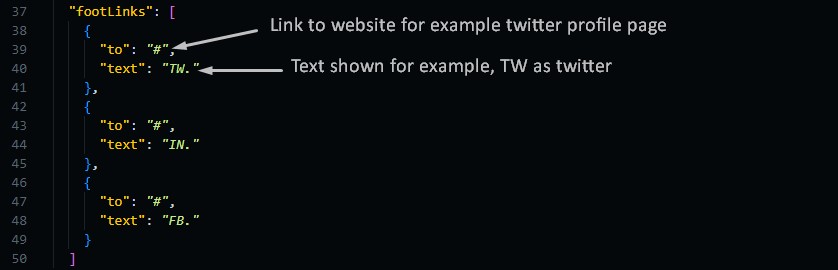 37 "footLinks": [
Link to website for example twitter profile page
38 {
39 "to": "#",
Text shown for example, TW as twitter
40 "text": "TW."
41 },
42 {
43 "to": "#",
44 "text": "IN."
45 },
46 {
47 "to": "#",
48 "text": "FB."
49 }
50 ]